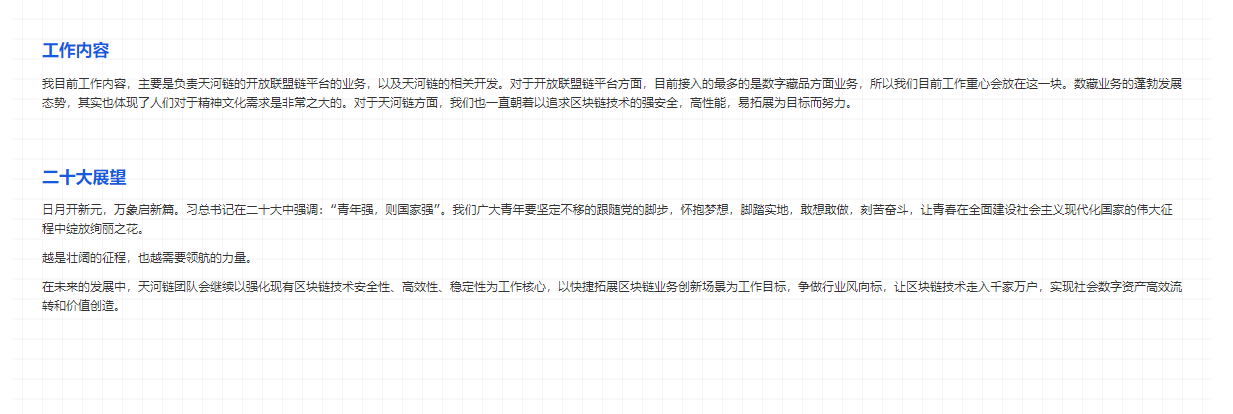 工作内容
我目前工作内容，主要是负责天河链的开放联盟链平台的业务，以及天河链的相关开发。对于开放联盟链平台方面，目前接入的最多的是数字藏品方面业务，所以我们目前工作重心会放在这一块。数藏业务的蓬勃发展
态势，其实也体现了人们对于精神文化需求是非常之大的。对于天河链方面，我们也一直朝着以追求区块链技术的强安全，高性能，易拓展为目标而努力。
二十大展望
日月开新元，万象启新篇。习总书记在二十大中强调：“青年强，则国家强”。我们广大青年要坚定不移的跟随党的脚步，怀抱梦想，脚踏实地，敢想敢做，刻苦奋斗，让青春在全面建设社会主义现代化国家的伟大征
程中绽放绚丽之花。
越是壮阔的征程，也越需要领航的力量。
在未来的发展中，天河链团队会继续以强化现有区块链技术安全性、高效性、稳定性为工作核心，以快捷拓展区块链业务创新场景为工作目标，争做行业风向标，让区块链技术走入千家万户，实现社会数字资产高效流
转和价值创造。